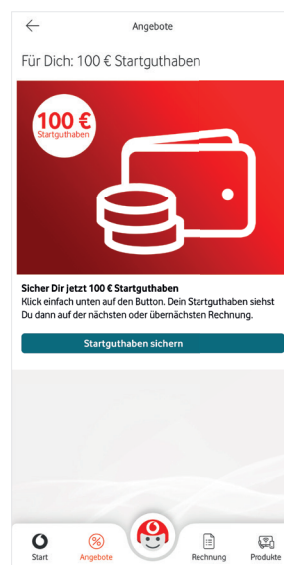 Angebote
Für Dich: 100 € Startguthaben
100 €
Startguthaben
Sicher Dir jetzt 100 € Startguthaben
Klick einfach unten auf den Button. Dein Startguthaben siehst
Du dann auf der nächsten oder übernächsten Rechnung.
Startguthaben sichern
Start
Angebote
Rechnung
Produkte